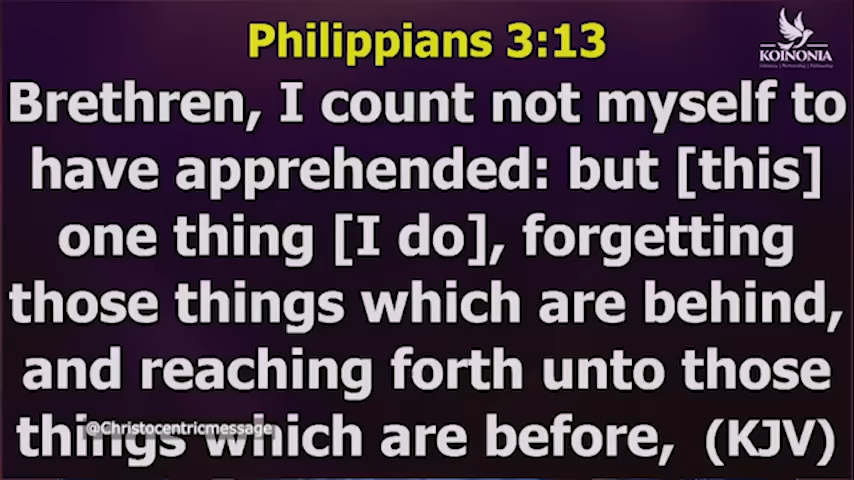 Philippians 3:13
KOINONIA
Brethren, I count not myself to
have apprehended: but [this]
one thing [I do], forgetting
those things which are behind,
and reaching forth unto those
things which are before, (KJV)
@Christocentricmessage